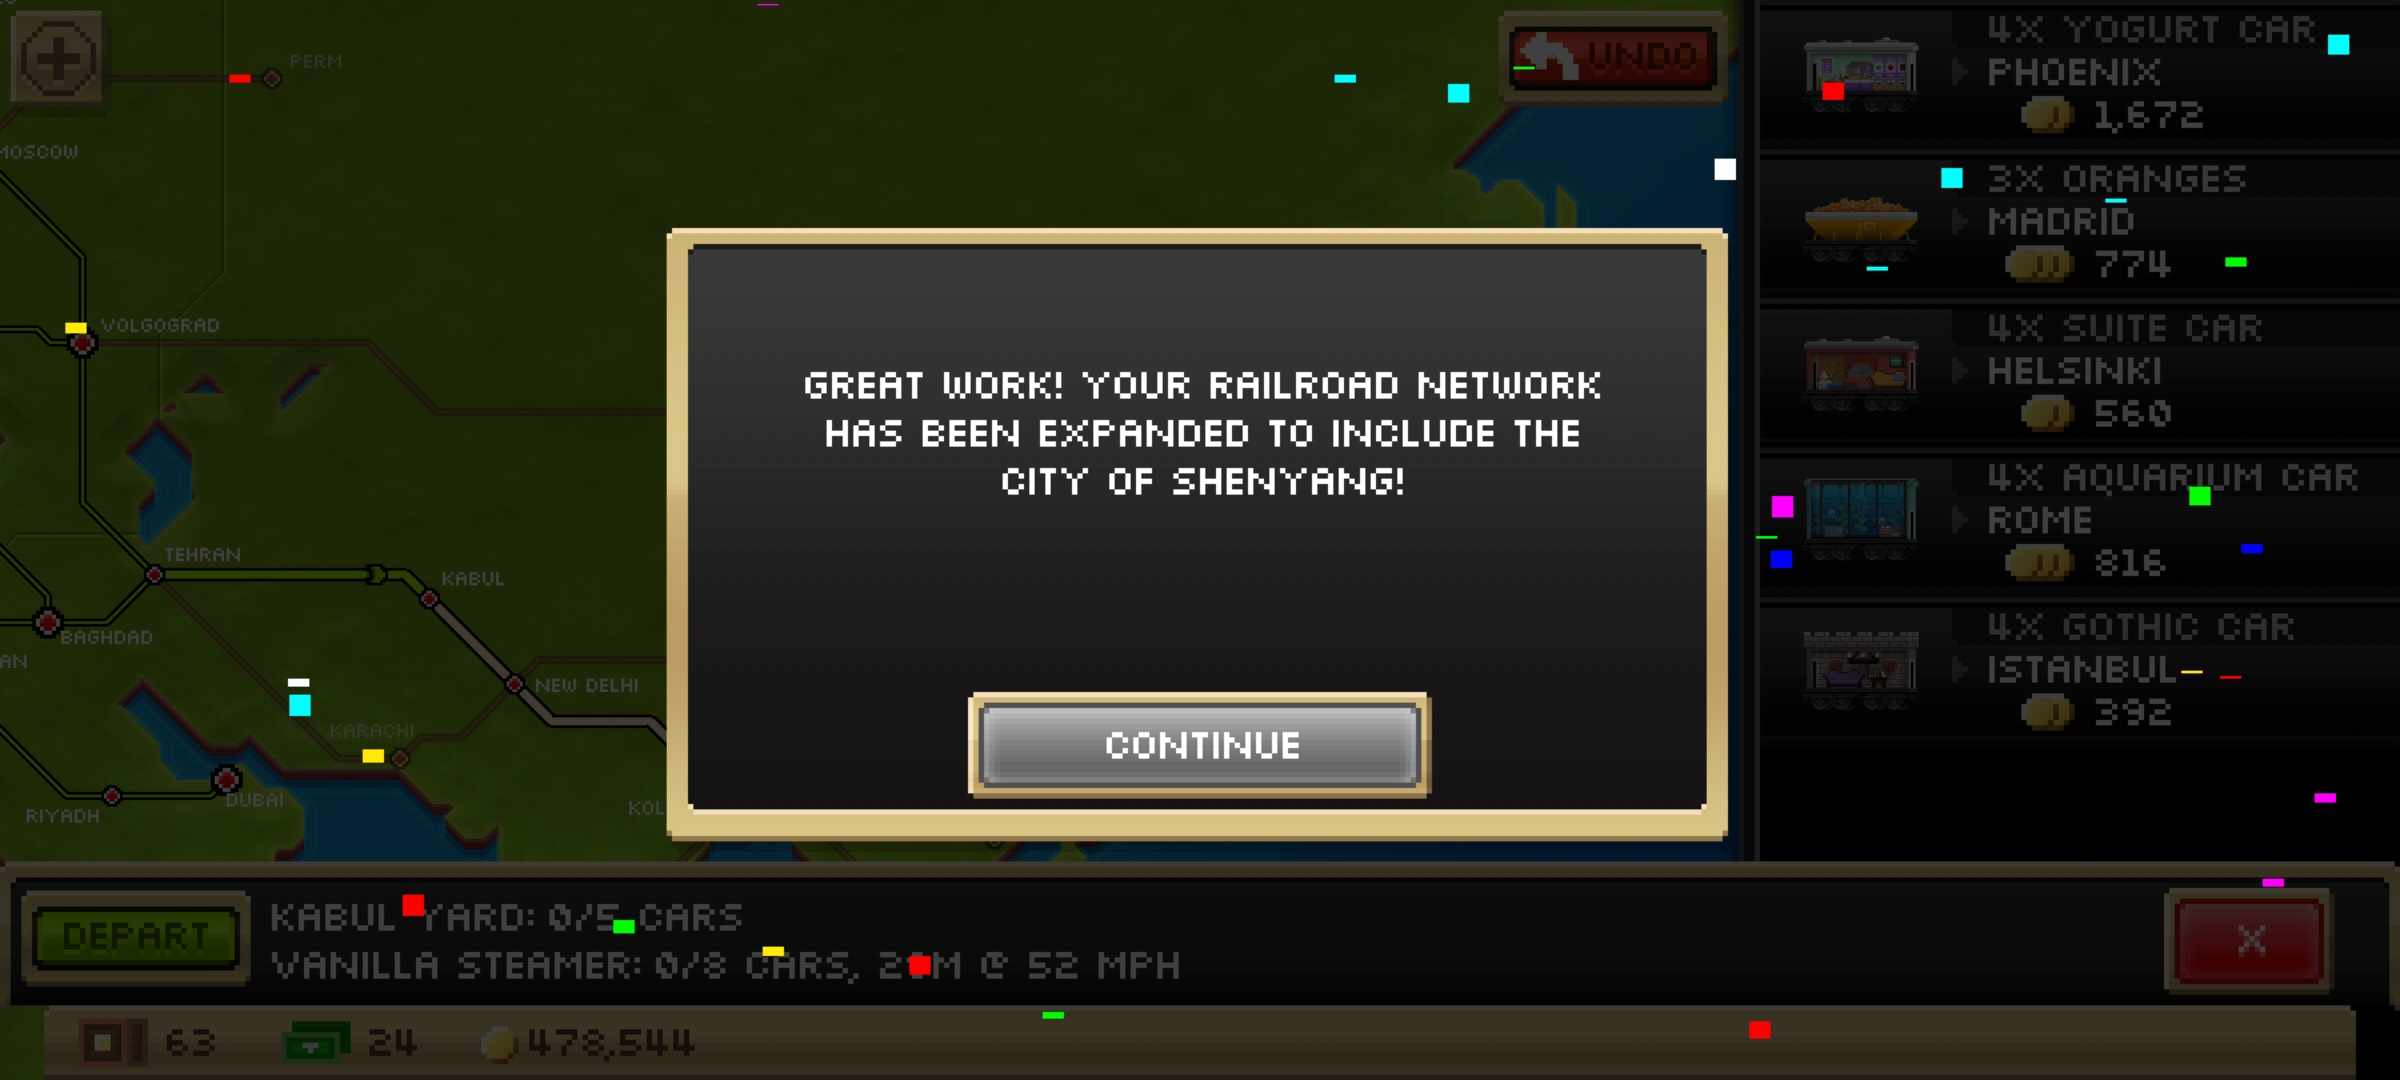 PERM
UNDO
MOSCOW
VOLGOGRAD
TEHRAN
KABUL
BAGHDAD
NEW DELHI
KARACHI
DUBAI
RIYADH
GREAT WORK! YOUR RAILROAD NETWORK
HAS BEEN EXPANDED TO INCLUDE THE
CITY OF SHENYANG!
CONTINUE
4X YOGURT CAR
PHOENIX
1,672
3X ORANGES
MADRID
774
4X SUITE CAR
HELSINKI
560
4X AQUARIUM CAR
ROME
816
4X GOTHIC CAR
ISTANBUL
392
DEPART
KABUL YARD: 0/5 CARS
VANILLA STEAMER: 0/8 CARS, @ 52 MPH
X
63
24
478,544